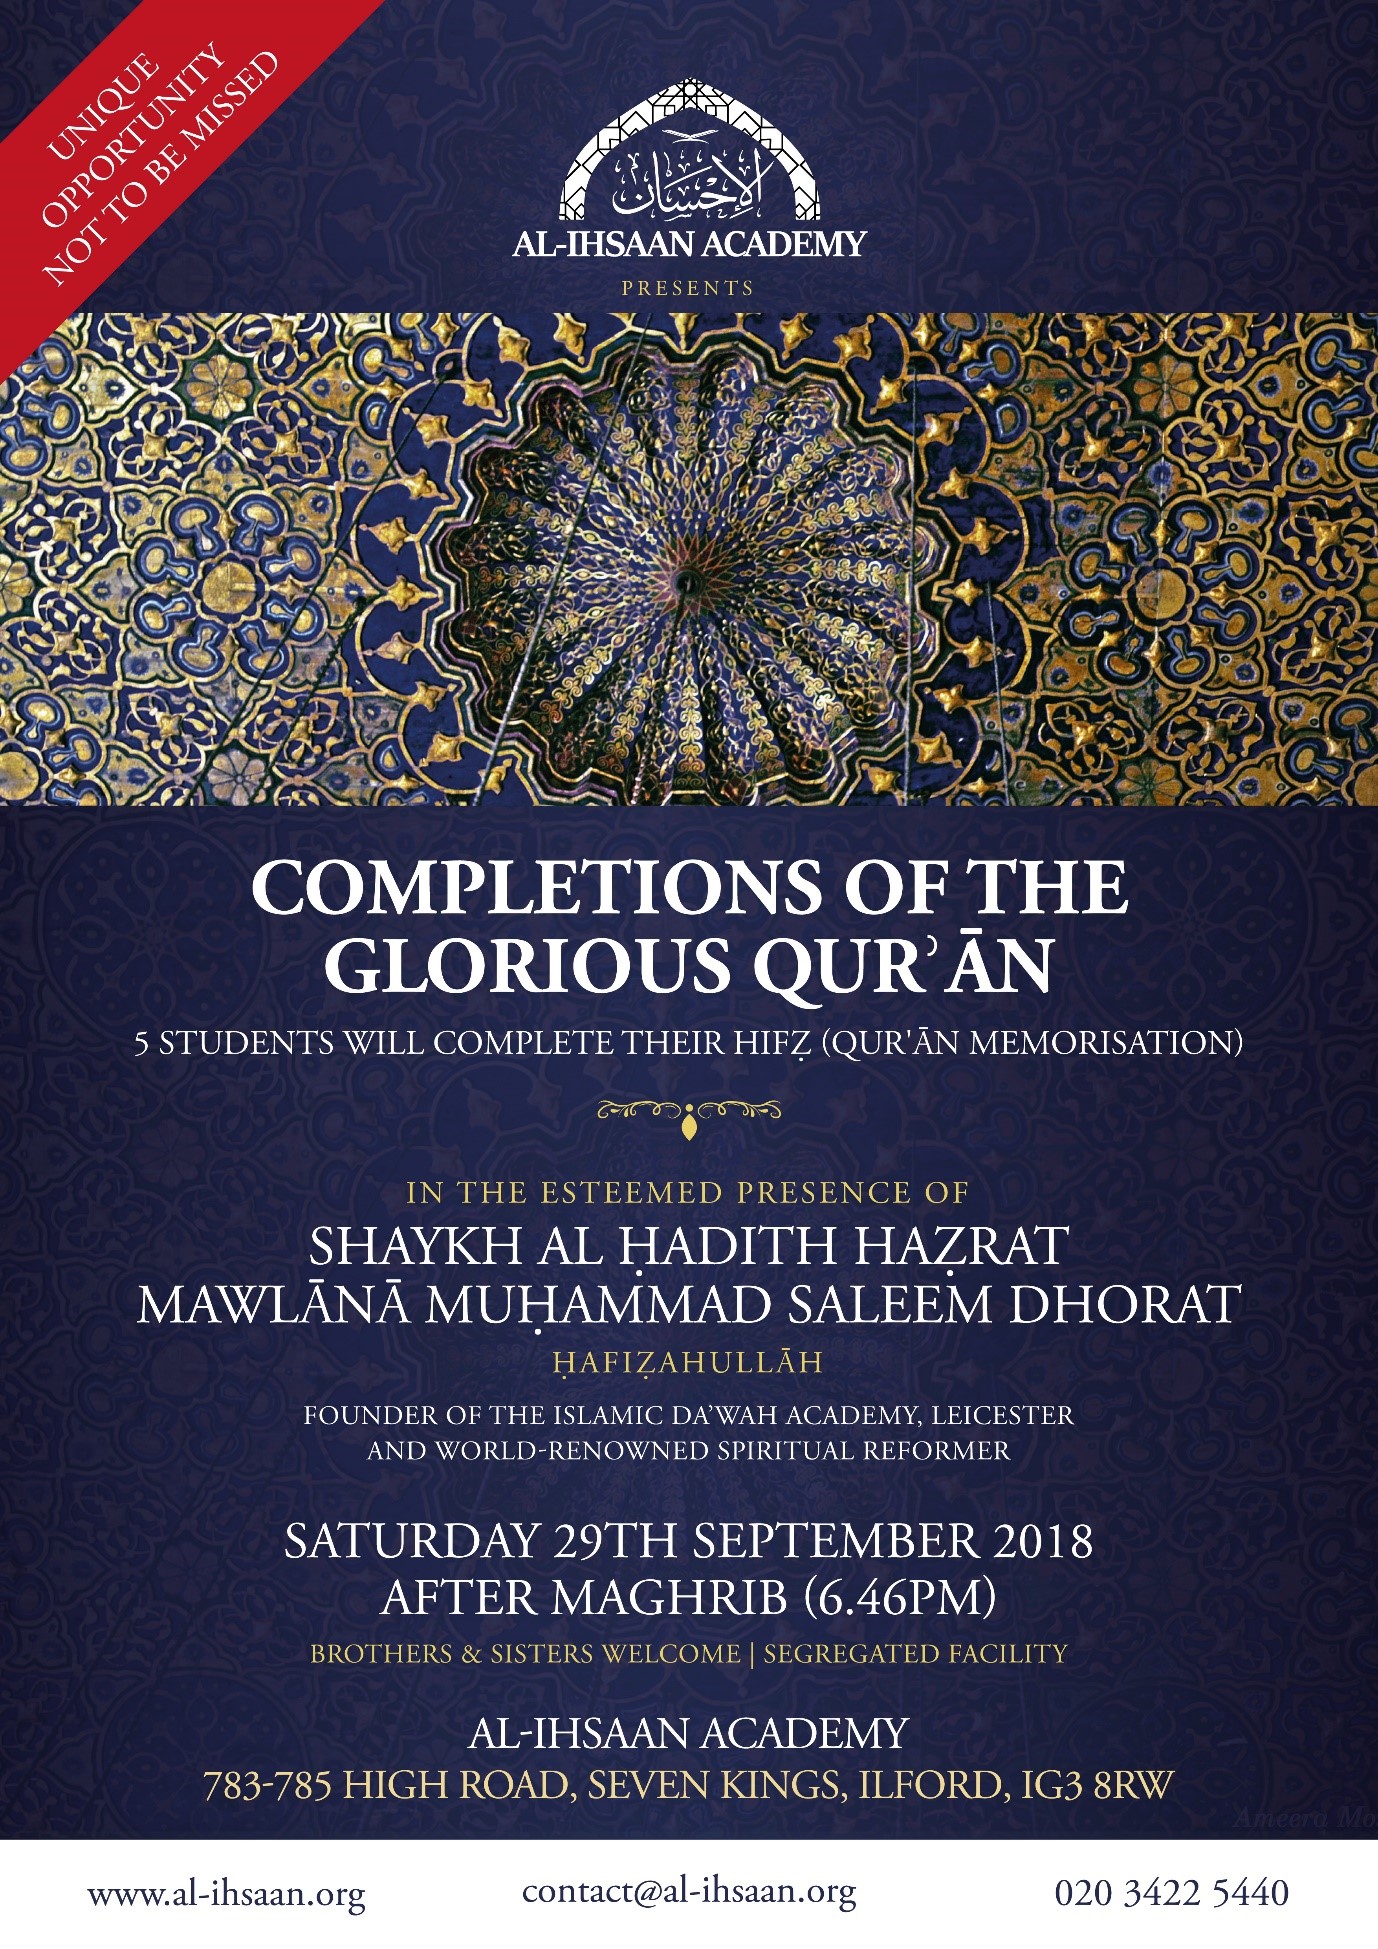 UNIQUE
OPPORTUNITY
NOT TO BE MISSED
الإحسان
AL-IHSAAN ACADEMY
PRESENTS
COMPLETIONS OF THE
GLORIOUS QURʾĀN
5 STUDENTS WILL COMPLETE THEIR HIFẒ (QUR'ĀN MEMORISATION)
IN THE ESTEEMED PRESENCE OF
SHAYKH AL ḤADITH HAẒRAT
MAWLĀNĀ MUḤAMMAD SALEEM DHORAT
ḤAFIẒAHULLĀH
FOUNDER OF THE ISLAMIC DA’WAH ACADEMY, LEICESTER
AND WORLD-RENOWNED SPIRITUAL REFORMER
SATURDAY 29TH SEPTEMBER 2018
AFTER MAGHRIB (6.46PM)
BROTHERS & SISTERS WELCOME | SEGREGATED FACILITY
AL-IHSAAN ACADEMY
783-785 HIGH ROAD, SEVEN KINGS, ILFORD, IG3 8RW
Ameera Mo
www.al-ihsaan.org
contact@al-ihsaan.org
020 3422 5440